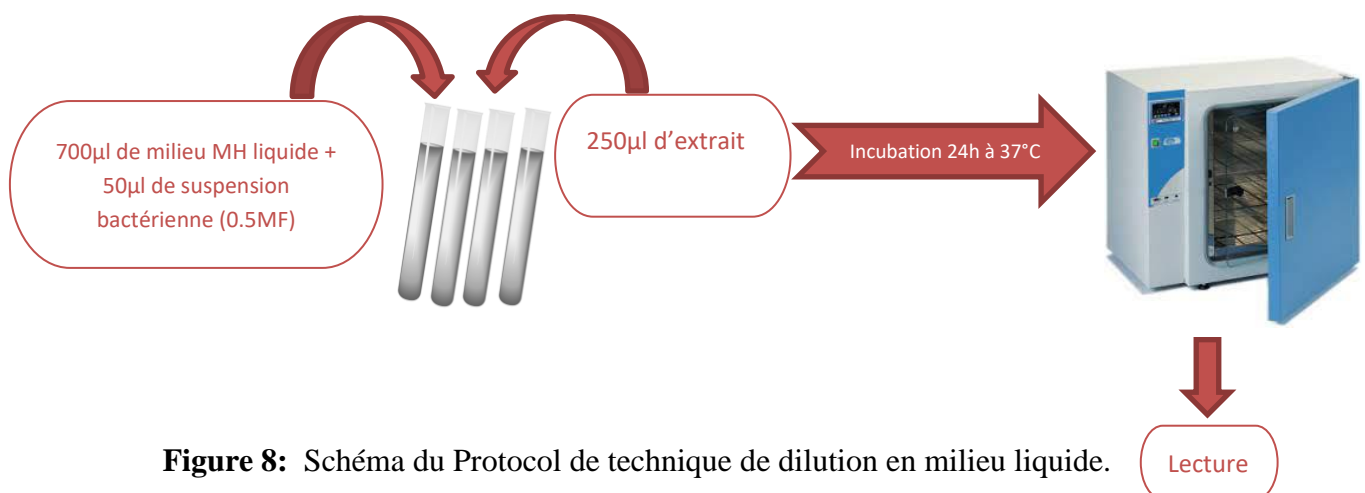 700µl de milieu MH liquide +
50µl de suspension
bactérienne (0.5MF)
250µl d'extrait
Incubation 24h à 37°C
Lecture
Figure 8: Schéma du Protocol de technique de dilution en milieu liquide.